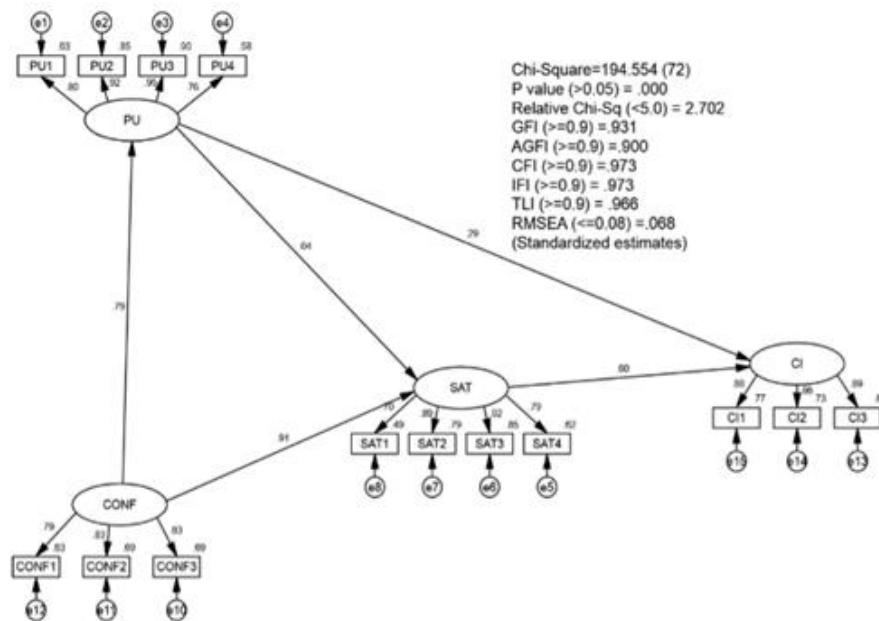 e1 e2 e3 e4
.63 .85 .90 .58
PU1 PU2 PU3 PU4
.80 .92 .95 .76
PU
Chi-Square=194.554 (72)
P value (>0.05) = .000
Relative Chi-Sq (<5.0) = 2.702
GFI (>=0.9) =.931
AGFI (>=0.9) =.900
CFI (>=0.9) =.973
IFI (>=0.9) = .973
TLI (>=0.9) = .966
RMSEA (<=0.08) =.068
(Standardized estimates)
.29
.04
.79
SAT
.60
CI
.70 .89 .92 .79
.49 .79 .85 .62
SAT1 SAT2 SAT3 SAT4
e8 e7 e6 e5
.88 .89
.77 .73
CI1 CI2 CI3
e15 e14 e13
.91
CONF
.79 .83 .83
.63 .69 .69
CONF1 CONF2 CONF3
e12 e11 e10